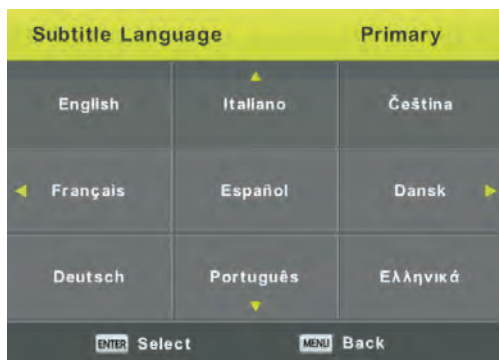 Subtitle Language Primary
English Italiano Čeština
Français Español Dansk
Deutsch Português Ελληνικά
ENTER Select MENU Back